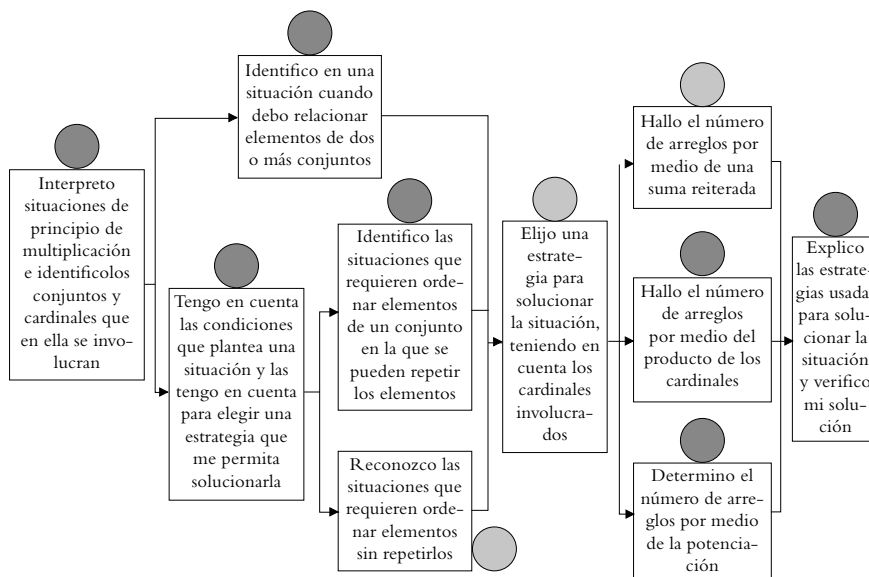 Identifico en una
situación cuando
debo relacionar
elementos de dos
o más conjuntos
Interpreto
situaciones de
principio de
multiplicación
e identificolos
conjuntos y
cardinales que
en ella se invo-
lucran
Tengo en cuenta
las condiciones
que plantea una
situación y las
tengo en cuenta
para elegir una
estrategia que
me permita
solucionarla
Identifico las
situaciones que
requieren orde-
nar elementos
de un conjunto
en la que se
pueden repetir
los elementos
Reconozco las
situaciones que
requieren orde-
nar elementos
sin repetirlos
Elijo una
estrate-
gia para
solucionar
la situación,
teniendo en
cuenta los
cardinales
involucra-
dos
Hallo el número
de arreglos por
medio de una
suma reiterada
Hallo el número
de arreglos
por medio del
producto de los
cardinales
Determino el
número de arre-
glos por medio
de la potencia-
ción
Explico
las estrate-
gias usadas
para solu-
cionar la
situación
y verifico
mi solu-
ción